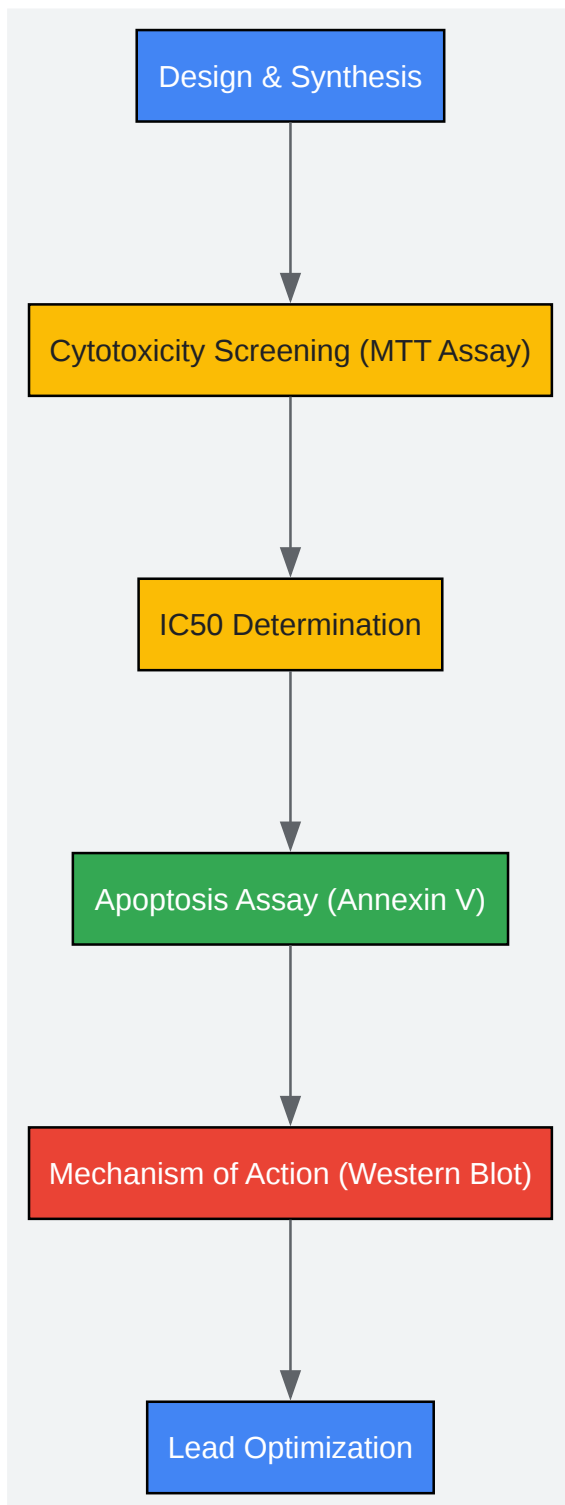 Design & Synthesis
Cytotoxicity Screening (MTT Assay)
IC50 Determination
Apoptosis Assay (Annexin V)
Mechanism of Action (Western Blot)
Lead Optimization